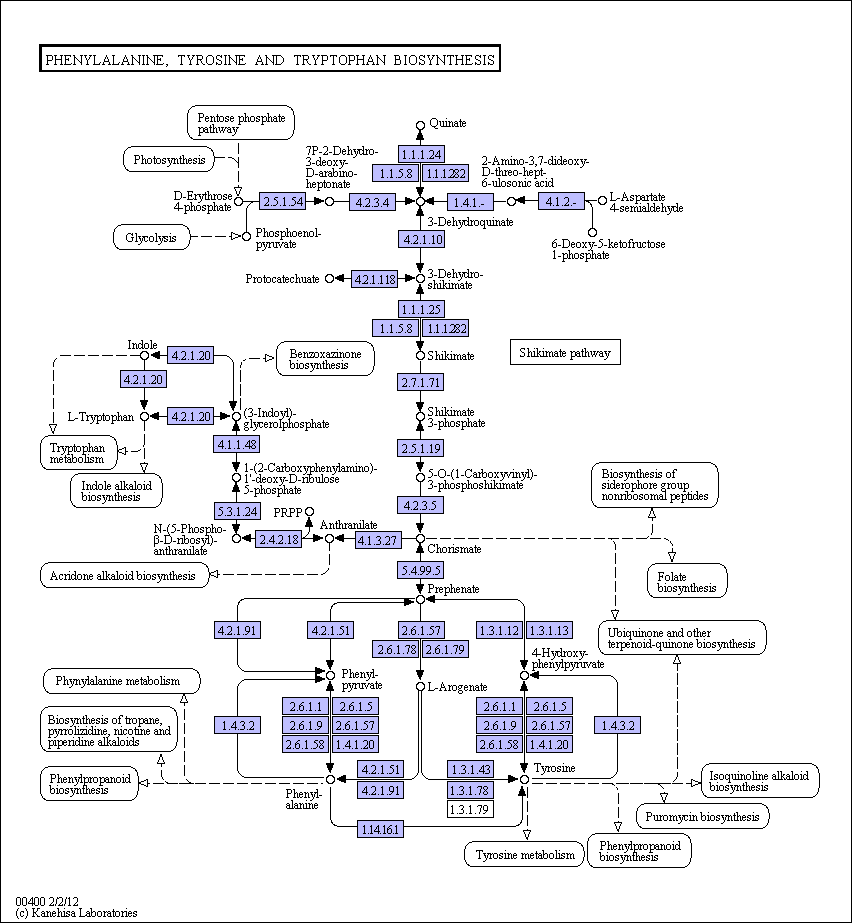 PHENYLALANINE, TYROSINE AND TRYPTOPHAN BIOSYNTHESIS
Pentose phosphate
pathway
Photosynthesis
D-Erythrose
4-phosphate
Glycolysis
Phosphoenol-
pyruvate
2.5.1.54
7P-2-Dehydro-
3-deoxy-
D-arabino-
heptonate
4.2.3.4
Quinate
1.1.1.24
1.1.5.8
1.1.1.282
2-Amino-3,7-dideoxy-
D-threo-hept-
6-ulosonic acid
1.4.1.-
4.1.2.-
L-Aspartate
4-semialdehyde
6-Deoxy-5-ketofructose
1-phosphate
3-Dehydroquinate
4.2.1.10
Protocatechuate
4.2.1.118
3-Dehydro-
shikimate
1.1.1.25
1.1.5.8
1.1.1.282
Shikimate
Shikimate pathway
2.7.1.71
Shikimate
3-phosphate
2.5.1.19
5-O-(1-Carboxyvinyl)-
3-phosphoshikimate
4.2.3.5
Indole
4.2.1.20
4.2.1.20
Benzoxazinone
biosynthesis
L-Tryptophan
4.2.1.20
(3-Indoyl)-
glycerolphosphate
Tryptophan
metabolism
4.1.1.48
Indole alkaloid
biosynthesis
1-(2-Carboxyphenylamino)-
1'-deoxy-D-ribulose
5-phosphate
5.3.1.24
PRPP
N-(5-Phospho-
β-D-ribosyl)-
anthranilate
2.4.2.18
Anthranilate
4.1.3.27
Chorismate
Biosynthesis of
siderophore group
nonribosomal peptides
Acridone alkaloid biosynthesis
5.4.99.5
Folate
biosynthesis
Prephenate
4.2.1.91
4.2.1.51
2.6.1.57
2.6.1.78
2.6.1.79
1.3.1.12
1.3.1.13
Ubiquinone and other
terpenoid-quinone biosynthesis
Phenyl-
pyruvate
L-Arogenate
4-Hydroxy-
phenylpyruvate
Phynylalanine metabolism
Biosynthesis of tropane,
pyrrolizidine, nicotine and
piperidine alkaloids
Phenylpropanoid
biosynthesis
1.4.3.2
2.6.1.1
2.6.1.5
2.6.1.9
2.6.1.57
2.6.1.58
1.4.1.20
2.6.1.1
2.6.1.5
2.6.1.9
2.6.1.57
2.6.1.58
1.4.1.20
1.4.3.2
Phenyl-
alanine
4.2.1.51
4.2.1.91
1.3.1.43
1.3.1.78
1.3.1.79
Tyrosine
Isoquinoline alkaloid
biosynthesis
Puromycin biosynthesis
1.14.16.1
Tyrosine metabolism
Phenylpropanoid
biosynthesis
00400 2/2/12
(c) Kanehisa Laboratories